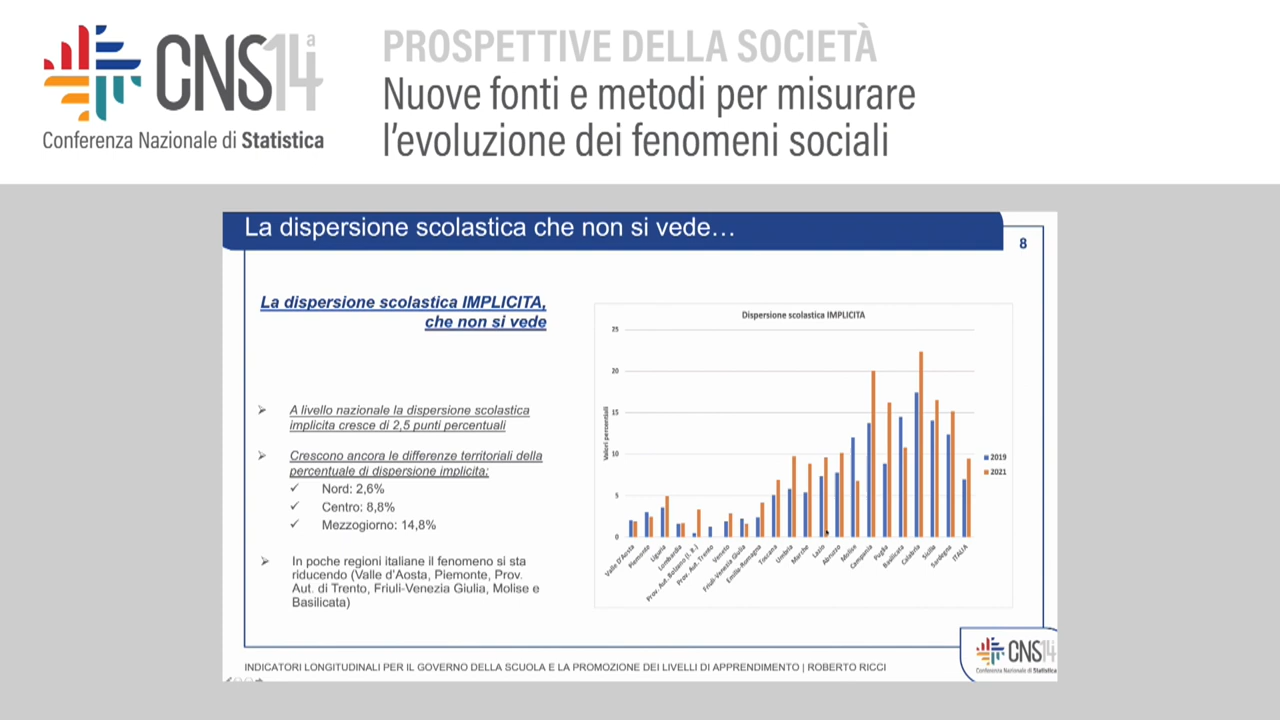 CNS14ª
Conferenza Nazionale di Statistica
PROSPETTIVE DELLA SOCIETÀ
Nuove fonti e metodi per misurare
l'evoluzione dei fenomeni sociali
La dispersione scolastica che non si vede…
8
La dispersione scolastica IMPLICITA,
che non si vede
A livello nazionale la dispersione scolastica
implicita cresce di 2,5 punti percentuali
Crescono ancora le differenze territoriali della
percentuale di dispersione implicita:
Nord: 2,6%
Centro: 8,8%
Mezzogiorno: 14,8%
In poche regioni italiane il fenomeno si sta
riducendo (Valle d'Aosta, Piemonte, Prov.
Aut. di Trento, Friuli-Venezia Giulia, Molise e
Basilicata)
Dispersione scolastica IMPLICITA
Valori percentuali
25
20
15
10
5
0
Valle D'Aosta
Piemonte
Liguria
Lombardia
Prov. Aut. Bolzano (l. it.)
Prov. Aut. Trento
Veneto
Friuli-Venezia Giulia
Emilia-Romagna
Toscana
Umbria
Marche
Lazio
Abruzzo
Molise
Campania
Puglia
Basilicata
Calabria
Sicilia
Sardegna
ITALIA
2019
2021
INDICATORI LONGITUDINALI PER IL GOVERNO DELLA SCUOLA E LA PROMOZIONE DEI LIVELLI DI APPRENDIMENTO | ROBERTO RICCI
CNS14
Conferenza Nazionale di Statistica